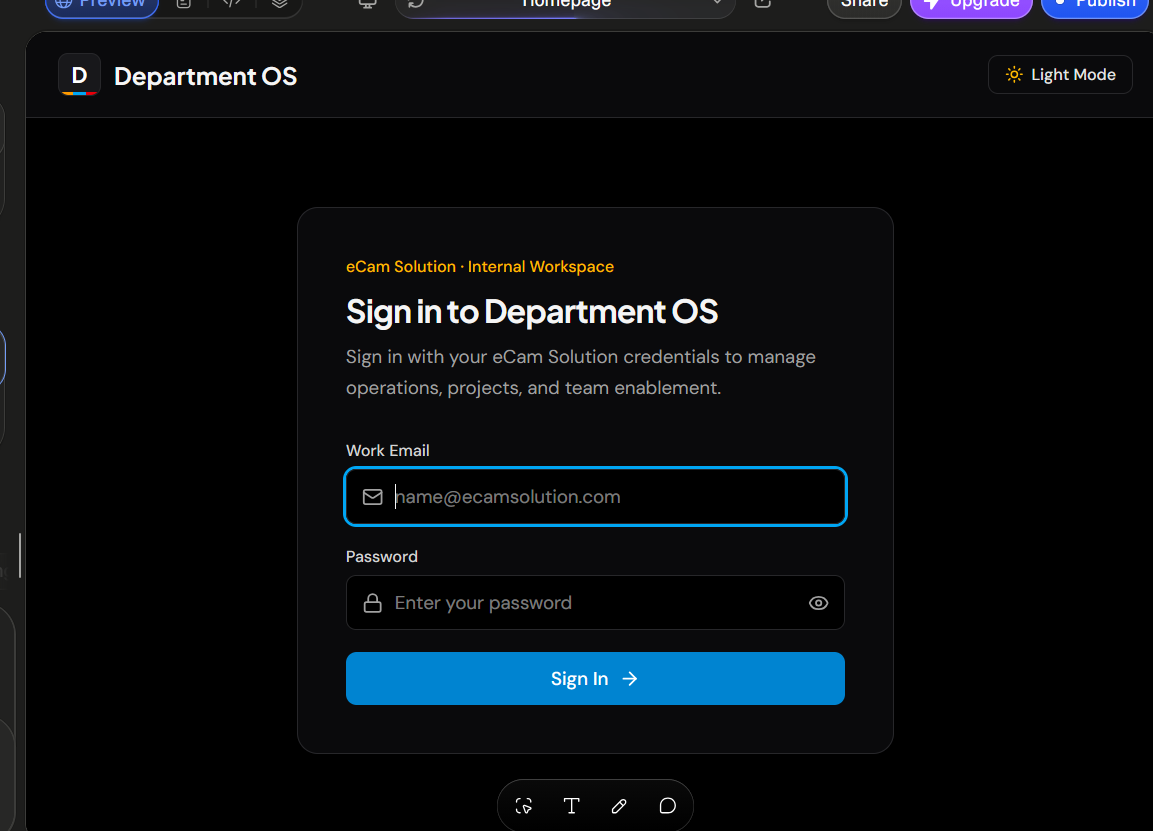 Preview
Homepage
Share
Upgrade
Publish
D
Department OS
Light Mode
eCam Solution · Internal Workspace
Sign in to Department OS
Sign in with your eCam Solution credentials to manage
operations, projects, and team enablement.
Work Email
name@ecamsolution.com
Password
Enter your password
Sign In